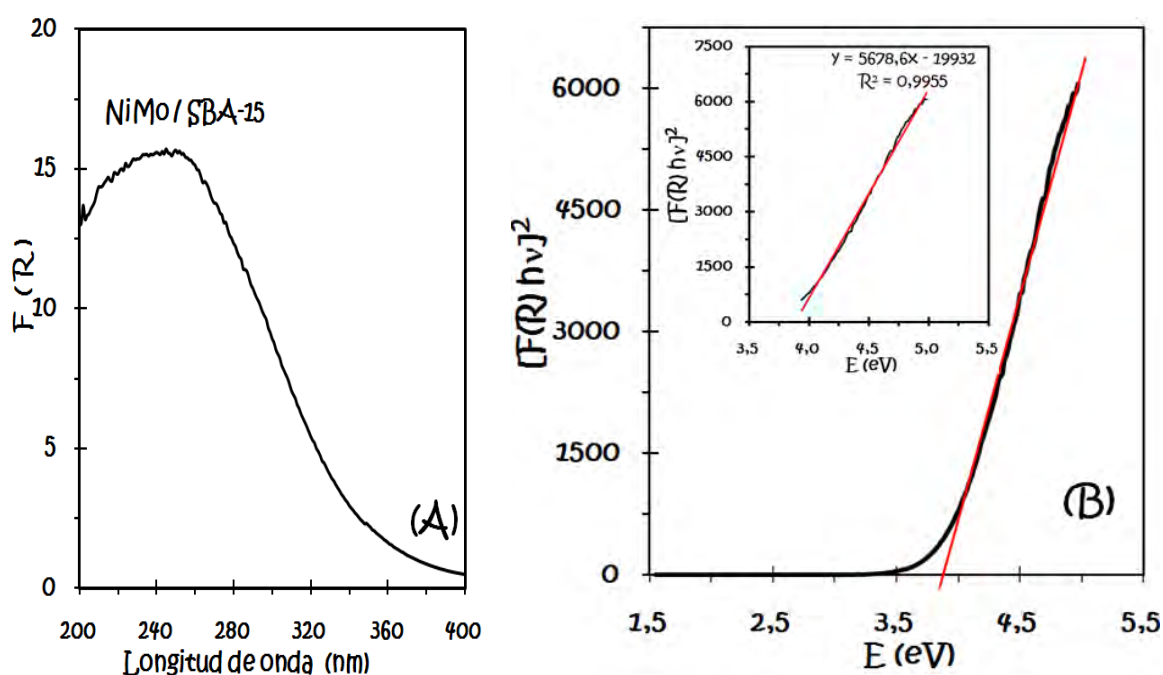 20
15
10
5
0
F (R)
NiMo / SBA-15
(A)
200 240 280 320 360 400
Longitud de onda (nm)
6000
4500
3000
1500
0
[F(R) hν]²
(B)
1,5 2,5 3,5 4,5 5,5
E (eV)
7500
6000
4500
3000
1500
0
[F(R) hν]²
y = 5678,6x - 19932
R² = 0,9955
3,5 4,0 4,5 5,0 5,5
E (eV)